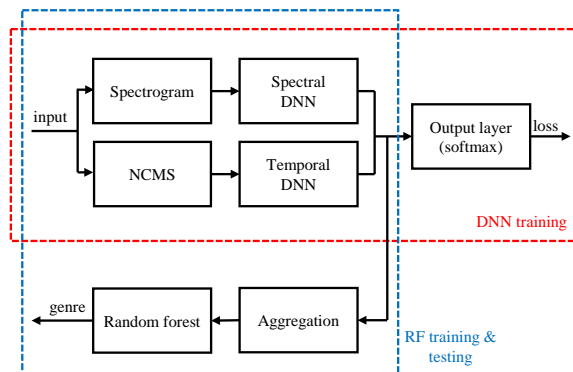 input
Spectrogram
Spectral
DNN
NCMS
Temporal
DNN
Output layer
(softmax)
loss
DNN training
genre
Random forest
Aggregation
RF training &
testing